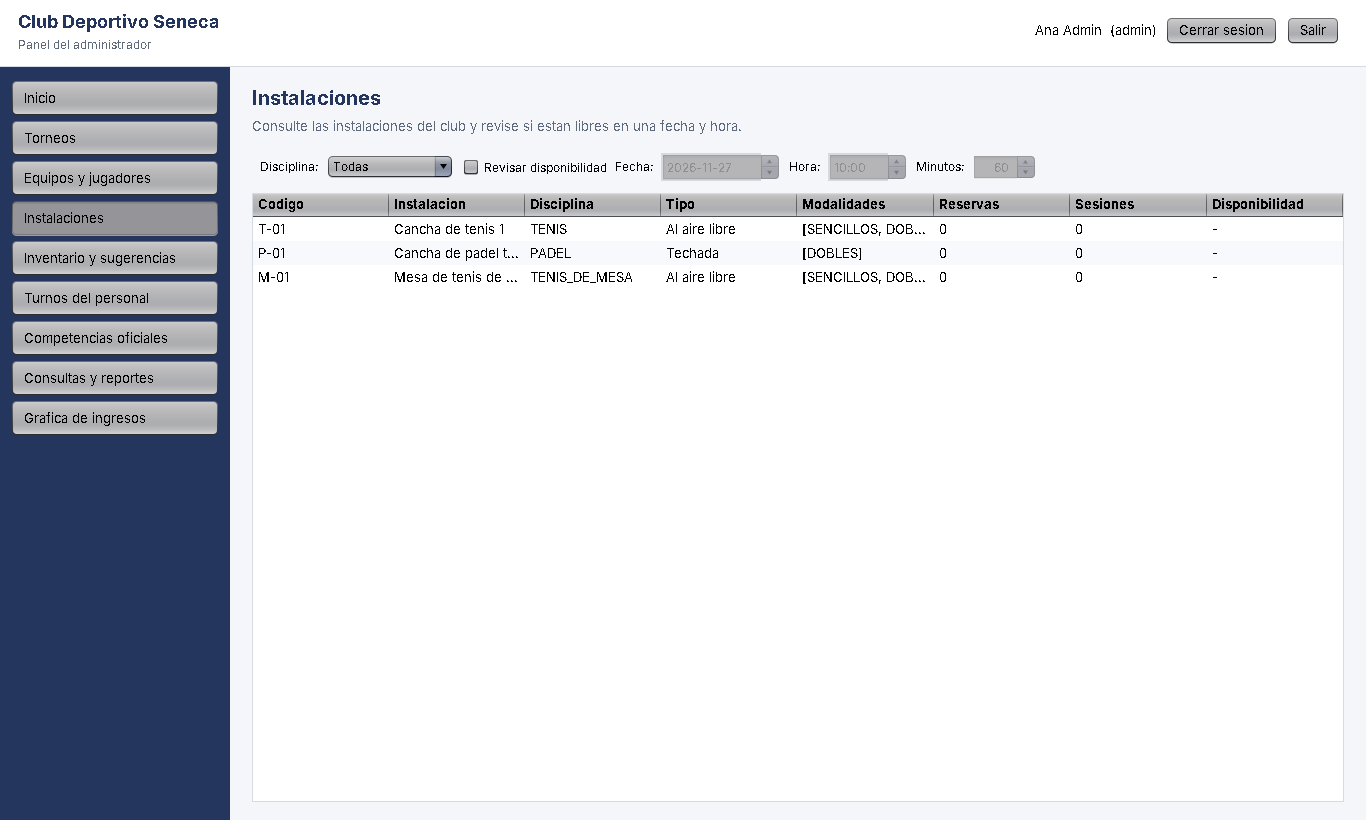 Club Deportivo Seneca
Panel del administrador
Ana Admin (admin)
Cerrar sesion
Salir
Inicio
Torneos
Equipos y jugadores
Instalaciones
Inventario y sugerencias
Turnos del personal
Competencias oficiales
Consultas y reportes
Grafica de ingresos
Instalaciones
Consulte las instalaciones del club y revise si estan libres en una fecha y hora.
Disciplina: Todas Revisar disponibilidad Fecha: 2026-11-27 Hora: 10:00 Minutos: 60
Codigo Instalacion Disciplina Tipo Modalidades Reservas Sesiones Disponibilidad
T-01 Cancha de tenis 1 TENIS Al aire libre [SENCILLOS, DOB... 0 0 -
P-01 Cancha de padel t... PADEL Techada [DOBLES] 0 0 -
M-01 Mesa de tenis de ... TENIS_DE_MESA Al aire libre [SENCILLOS, DOB... 0 0 -